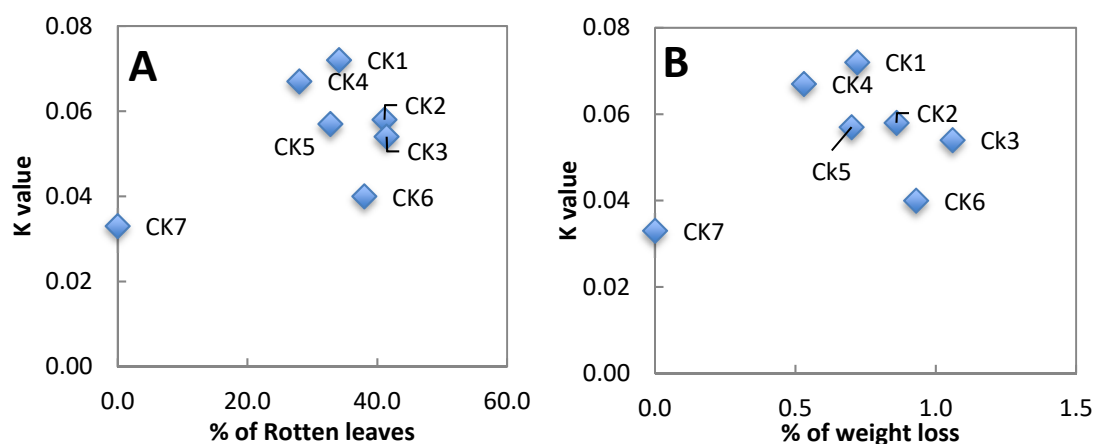 A
0.08
0.06
0.04
0.02
0.00
K value
CK1
CK4
CK2
CK5
CK3
CK6
CK7
0.0 20.0 40.0 60.0
% of Rotten leaves
B
0.08
0.06
0.04
0.02
0.00
K value
CK1
CK4
CK2
Ck3
Ck5
CK6
CK7
0.0 0.5 1.0 1.5
% of weight loss